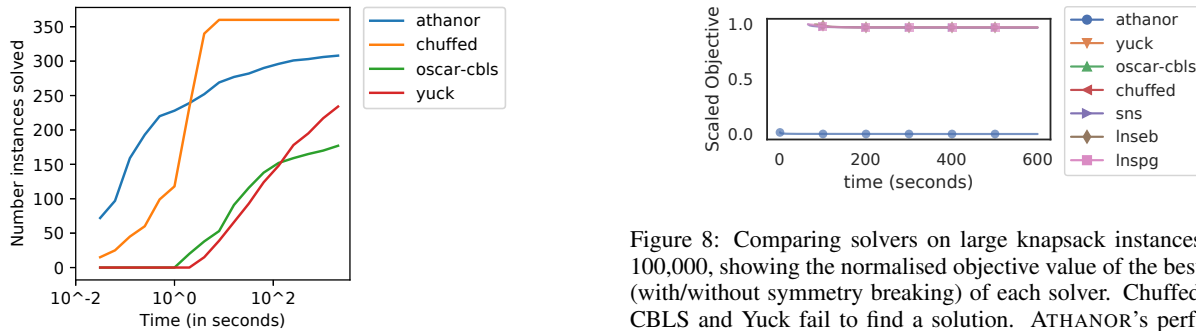 athanor
chuffed
oscar-cbls
yuck
Number instances solved
350
300
250
200
150
100
50
0
10^-2
10^0
10^2
Time (in seconds)
athanor
yuck
oscar-cbls
chuffed
sns
lnseb
lnspg
Scaled Objective
1.0
0.5
0.0
0
200
400
600
time (seconds)
Figure 8: Comparing solvers on large knapsack instances
100,000, showing the normalised objective value of the bes
(with/without symmetry breaking) of each solver. Chuffed
CBLS and Yuck fail to find a solution. ATHANOR's perf